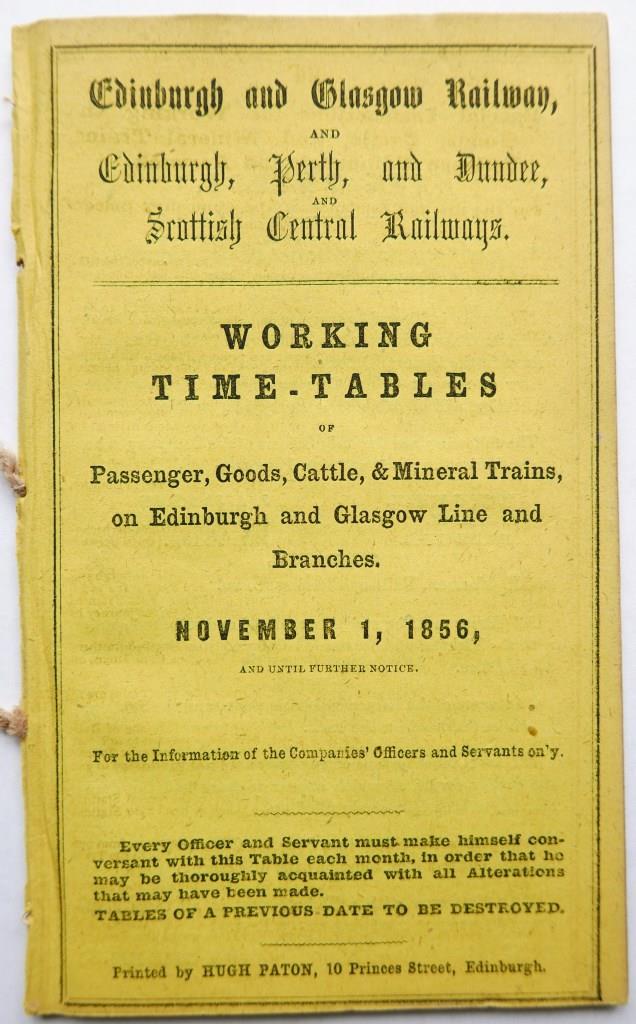 Edinburgh and Glasgow Railway,
AND
Edinburgh, Perth, and Dundee,
AND
Scottish Central Railways.
WORKING
TIME-TABLES
OF
Passenger, Goods, Cattle, & Mineral Trains,
on Edinburgh and Glasgow Line and
Branches.
NOVEMBER 1, 1856,
AND UNTIL FURTHER NOTICE.
For the Information of the Companies' Officers and Servants on'y.
Every Officer and Servant must make himself con-
versant with this Table each month, in order that he
may be thoroughly acquainted with all Alterations
that may have been made.
TABLES OF A PREVIOUS DATE TO BE DESTROYED.
Printed by HUGH PATON, 10 Princes Street, Edinburgh.